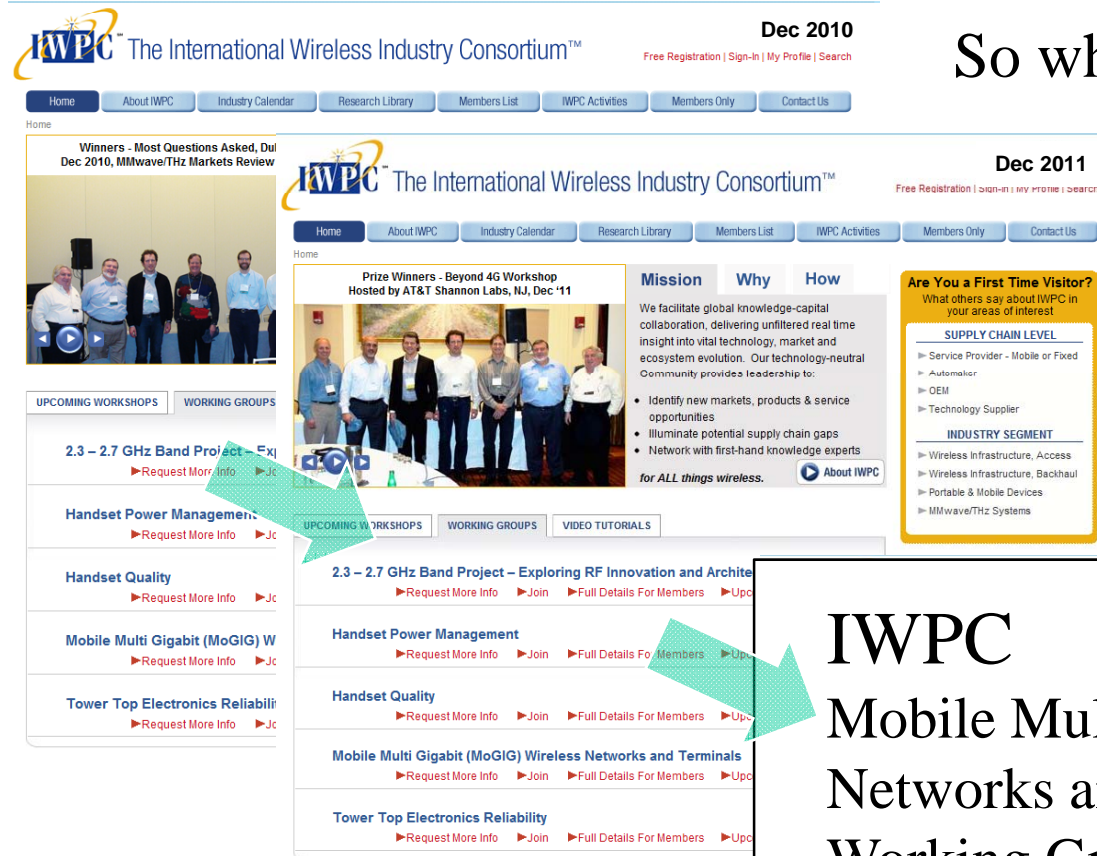 Dec 2010
IWPC™ The International Wireless Industry Consortium™
Free Registration | Sign-In | My Profile | Search
Home About IWPC Industry Calendar Research Library Members List IWPC Activities Members Only Contact Us
Home
Winners - Most Questions Asked,
Dec 2010, MMwave/THz Markets Review
UPCOMING WORKSHOPS WORKING GROUPS
2.3 – 2.7 GHz Band Project –
Request More Info
Handset Power Management
Request More Info
Handset Quality
Request More Info
Mobile Multi Gigabit (MoGIG)
Request More Info
Tower Top Electronics
Request More Info
So
Dec 2011
IWPC™ The International Wireless Industry Consortium™
Free Registration | Sign-In | My Profile | Search
Home About IWPC Industry Calendar Research Library Members List IWPC Activities Members Only Contact Us
Home
Prize Winners - Beyond 4G Workshop
Hosted by AT&T Shannon Labs, NJ, Dec '11
Mission Why How
We facilitate global knowledge-capital
collaboration, delivering unfiltered real time
insight into vital technology, market and
ecosystem evolution. Our technology-neutral
Community provides leadership to:
• Identify new markets, products & service
opportunities
• Illuminate potential supply chain gaps
• Network with first-hand knowledge experts
for ALL things wireless.
About IWPC
Are You a First Time Visitor?
What others say about IWPC in
your areas of interest
SUPPLY CHAIN LEVEL
Service Provider - Mobile or Fixed
Automaker
OEM
Technology Supplier
INDUSTRY SEGMENT
Wireless Infrastructure, Access
Wireless Infrastructure, Backhaul
Portable & Mobile Devices
MMwave/THz Systems
UPCOMING WORKSHOPS WORKING GROUPS VIDEO TUTORIALS
2.3 – 2.7 GHz Band Project – Exploring RF Innovation and
Request More Info Join Full Details For Members
Handset Power Management
Request More Info Join Full Details For Members
Handset Quality
Request More Info Join Full Details For Members
Mobile Multi Gigabit (MoGIG) Wireless Networks and Terminals
Request More Info Join Full Details For Members
Tower Top Electronics Reliability
Request More Info Join Full Details For Members
IWPC
Mobile
Networks
Working